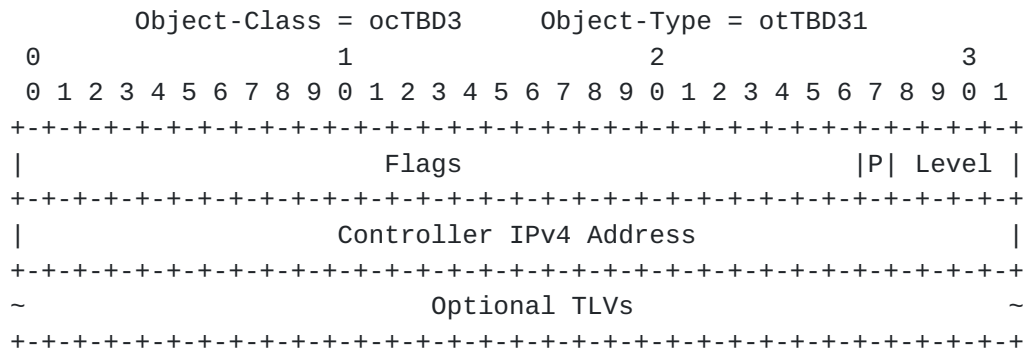 Object-Class = ocTBD3     Object-Type = otTBD31
 0                   1                   2                   3
 0 1 2 3 4 5 6 7 8 9 0 1 2 3 4 5 6 7 8 9 0 1 2 3 4 5 6 7 8 9 0 1
+-+-+-+-+-+-+-+-+-+-+-+-+-+-+-+-+-+-+-+-+-+-+-+-+-+-+-+-+-+-+-+-+
|                       Flags                         |P| Level |
+-+-+-+-+-+-+-+-+-+-+-+-+-+-+-+-+-+-+-+-+-+-+-+-+-+-+-+-+-+-+-+-+
|                    Controller IPv4 Address                    |
+-+-+-+-+-+-+-+-+-+-+-+-+-+-+-+-+-+-+-+-+-+-+-+-+-+-+-+-+-+-+-+-+
~                          Optional TLVs                        ~
+-+-+-+-+-+-+-+-+-+-+-+-+-+-+-+-+-+-+-+-+-+-+-+-+-+-+-+-+-+-+-+-+